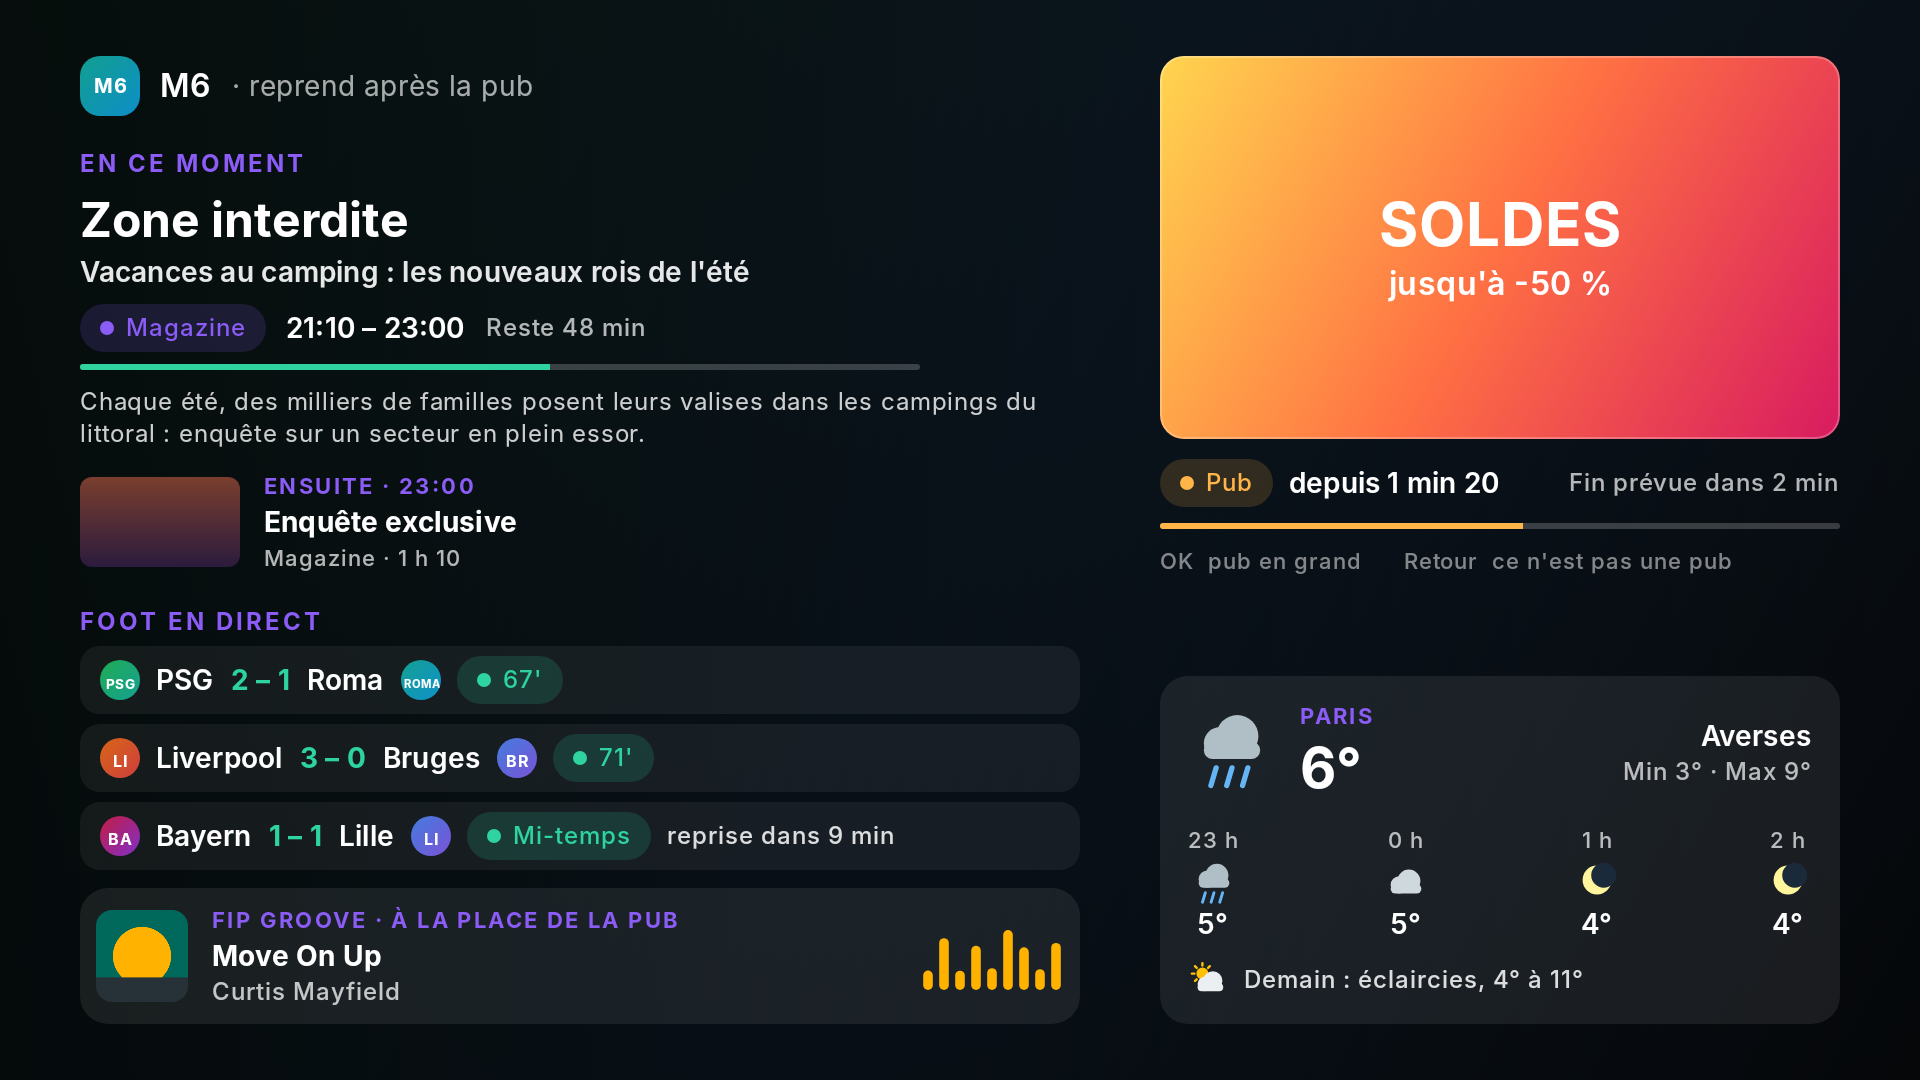 M6 M6 · reprend après la pub
EN CE MOMENT
Zone interdite
Vacances au camping : les nouveaux rois de l'été
Magazine 21:10 – 23:00 Reste 48 min
Chaque été, des milliers de familles posent leurs valises dans les campings du
littoral : enquête sur un secteur en plein essor.
ENSUITE · 23:00
Enquête exclusive
Magazine · 1 h 10
FOOT EN DIRECT
PSG PSG 2 – 1 Roma ROMA 67'
LI Liverpool 3 – 0 Bruges BR 71'
BA Bayern 1 – 1 Lille LI Mi-temps reprise dans 9 min
FIP GROOVE · À LA PLACE DE LA PUB
Move On Up
Curtis Mayfield
SOLDES
jusqu'à -50 %
Pub depuis 1 min 20 Fin prévue dans 2 min
OK pub en grand Retour ce n'est pas une pub
PARIS
6°
Averses
Min 3° · Max 9°
23 h 0 h 1 h 2 h
5° 5° 4° 4°
Demain : éclaircies, 4° à 11°